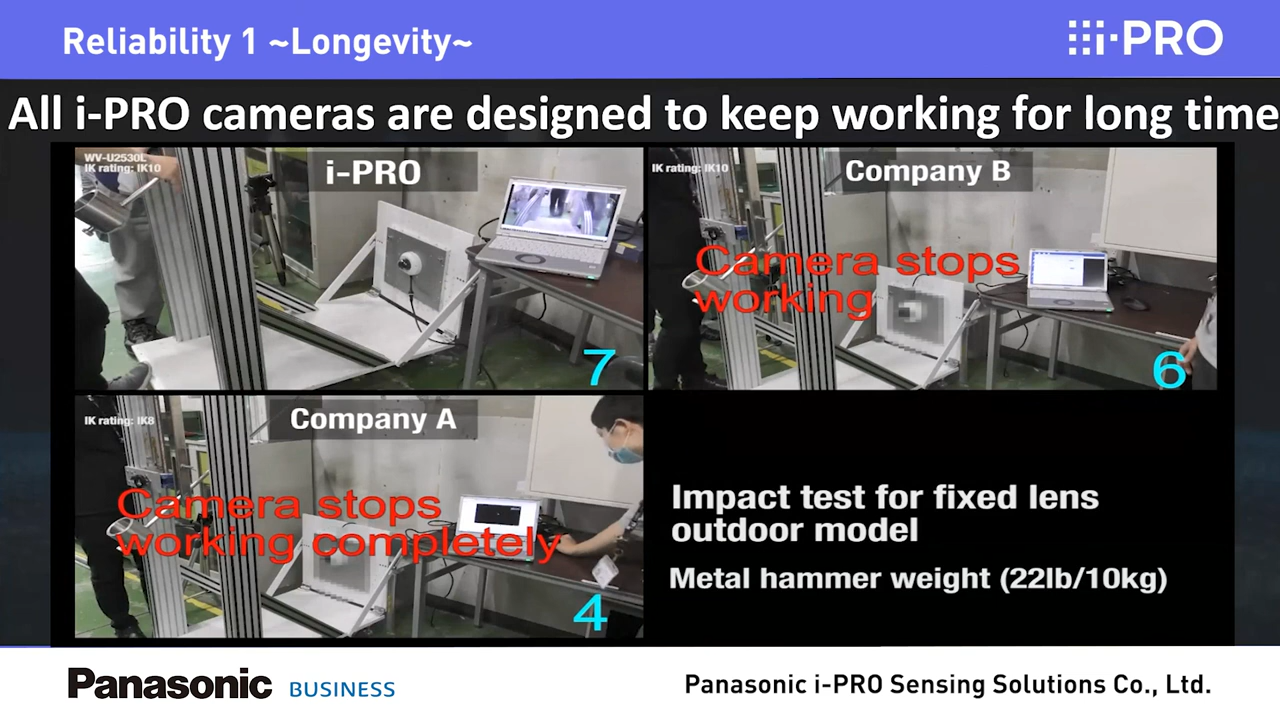 Reliability 1 ~Longevity~
i-PRO
All i-PRO cameras are designed to keep working for long time
WV-U2530L
IK rating: IK10
i-PRO
7
IK rating: IK10
Company B
Camera stops
working
6
IK rating: IK8
Company A
Camera stops
working completely
4
Impact test for fixed lens
outdoor model
Metal hammer weight (22lb/10kg)
Panasonic BUSINESS
Panasonic i-PRO Sensing Solutions Co., Ltd.